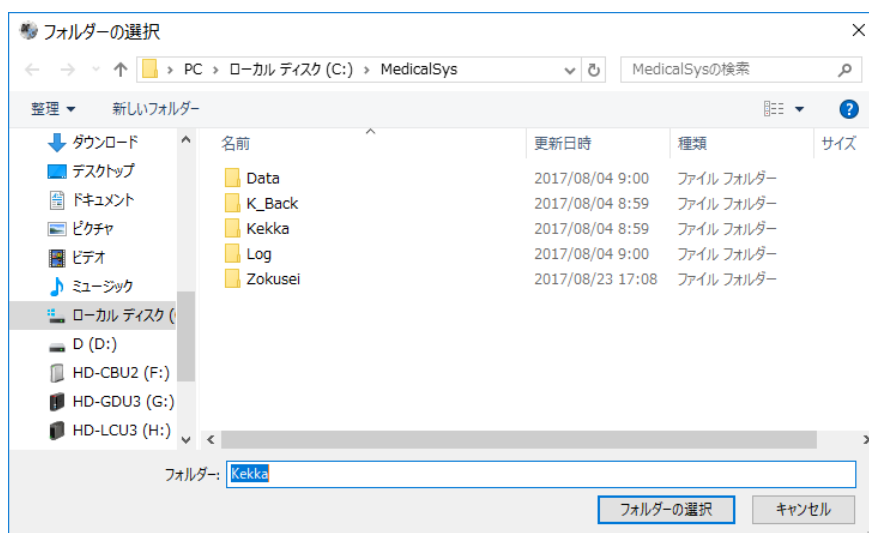 フォルダーの選択
PC › ローカル ディスク (C:) › MedicalSys
MedicalSysの検索
整理 新しいフォルダー
ダウンロード
デスクトップ
ドキュメント
ピクチャ
ビデオ
ミュージック
ローカル ディスク (
D (D:)
HD-CBU2 (F:)
HD-GDU3 (G:)
HD-LCU3 (H:)
名前 更新日時 種類 サイズ
Data 2017/08/04 9:00 ファイル フォルダー
K_Back 2017/08/04 8:59 ファイル フォルダー
Kekka 2017/08/04 8:59 ファイル フォルダー
Log 2017/08/04 9:00 ファイル フォルダー
Zokusei 2017/08/23 17:08 ファイル フォルダー
フォルダー: Kekka
フォルダーの選択 キャンセル